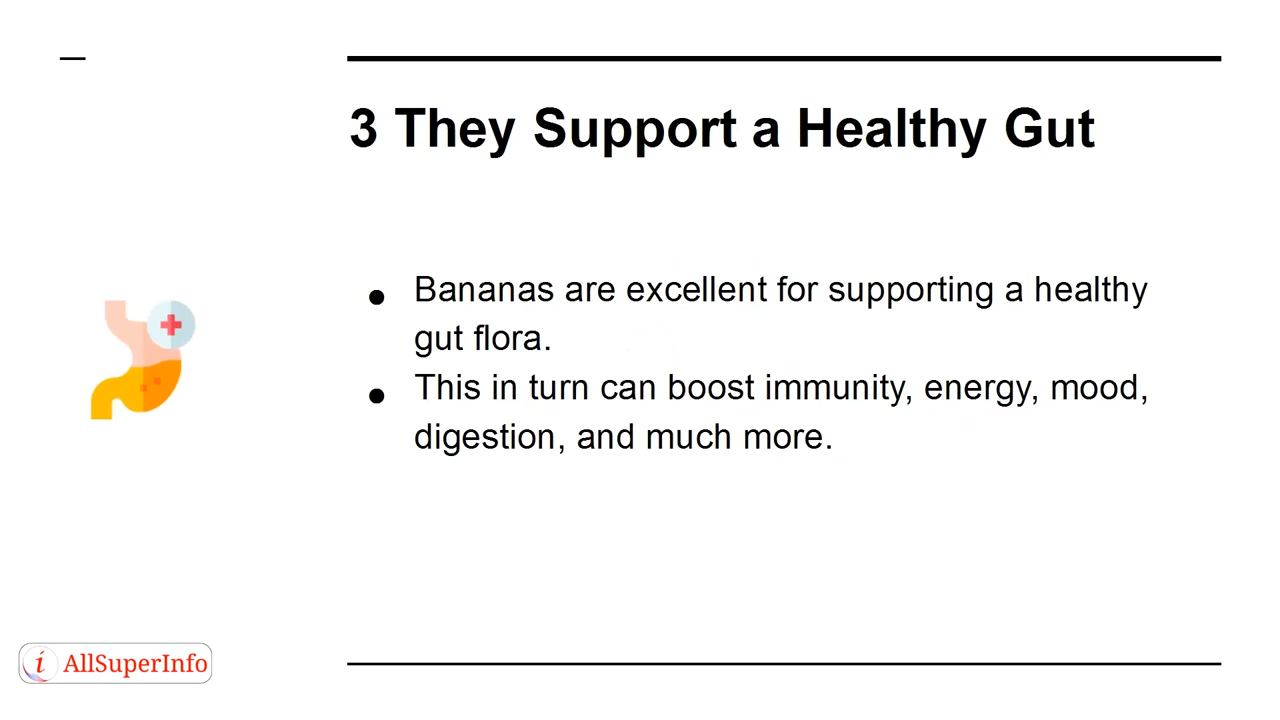 3 They Support a Healthy Gut
● Bananas are excellent for supporting a healthy
gut flora.
● This in turn can boost immunity, energy, mood,
digestion, and much more.
i AllSuperInfo